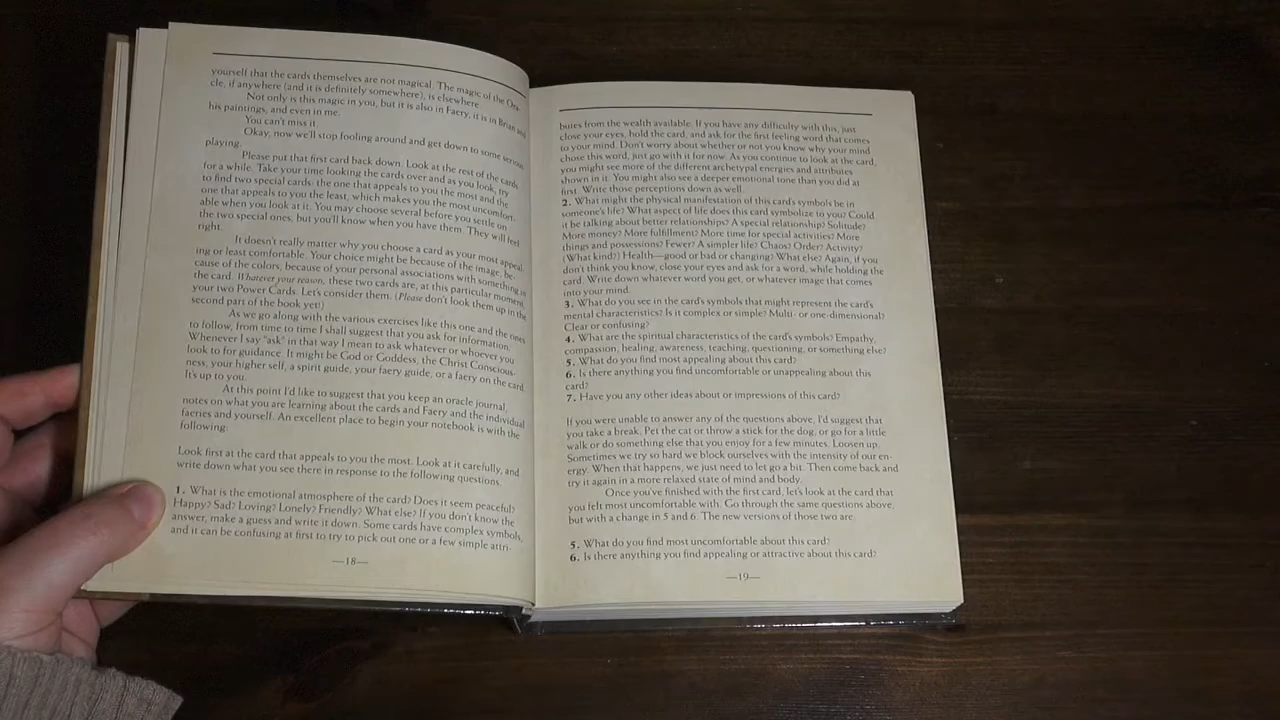 yourself that the cards themselves are not magical. The magic of the Ora-
cle, if anywhere (and it is definitely somewhere), is elsewhere.
Not only is this magic in you, but it is also in Faery, it is in Brian and
his paintings, and even in me.
You can't miss it.
Okay, now we'll stop fooling around and get down to some serious
playing.
Please put that first card back down. Look at the rest of the cards
for a while. Take your time looking the cards over and as you look, try
to find two special cards: the one that appeals to you the most and the
one that appeals to you the least, which makes you the most uncomfort-
able when you look at it. You may choose several before you settle on
the two special ones, but you'll know when you have them. They will feel
right.
It doesn't really matter why you choose a card as your most appeal-
ing or least comfortable. Your choice might be because of the image, be-
cause of the colors, because of your personal associations with something in
the card. Whatever your reason, these two cards are, at this particular moment,
your two Power Cards. Let's consider them. (Please don't look them up in the
second part of the book yet!)
As we go along with the various exercises like this one and the ones
to follow, from time to time I shall suggest that you ask for information.
Whenever I say "ask" in that way I mean to ask whatever or whoever you
look to for guidance. It might be God or Goddess, the Christ Conscious-
ness, your higher self, a spirit guide, your faery guide, or a faery on the card.
It's up to you.
At this point I'd like to suggest that you keep an oracle journal,
notes on what you are learning about the cards and Faery and the individual
faeries and yourself. An excellent place to begin your notebook is with the
following:
Look first at the card that appeals to you the most. Look at it carefully, and
write down what you see there in response to the following questions.
1. What is the emotional atmosphere of the card? Does it seem peaceful?
Happy? Sad? Loving? Lonely? Friendly? What else? If you don't know the
answer, make a guess and write it down. Some cards have complex symbols,
and it can be confusing at first to try to pick out one or a few simple attri-
—18—
butes from the wealth available. If you have any difficulty with this, just
close your eyes, hold the card, and ask for the first feeling word that comes
to your mind. Don't worry about whether or not you know why your mind
chose this word, just go with it for now. As you continue to look at the card,
you might see more of the different archetypal energies and attributes
shown in it. You might also see a deeper emotional tone than you did at
first. Write those perceptions down as well.
2. What might the physical manifestation of this card's symbols be in
someone's life? What aspect of life does this card symbolize to you? Could
it be talking about better relationships? A special relationship? Solitude?
More money? More fulfillment? More time for special activities? More
things and possessions? Fewer? A simpler life? Chaos? Order? Activity?
(What kind?) Health—good or bad or changing? What else? Again, if you
don't think you know, close your eyes and ask for a word, while holding the
card. Write down whatever word you get, or whatever image that comes
into your mind.
3. What do you see in the card's symbols that might represent the card's
mental characteristics? Is it complex or simple? Multi- or one-dimensional?
Clear or confusing?
4. What are the spiritual characteristics of the card's symbols? Empathy,
compassion, healing, awareness, teaching, questioning, or something else?
5. What do you find most appealing about this card?
6. Is there anything you find uncomfortable or unappealing about this
card?
7. Have you any other ideas about or impressions of this card?
If you were unable to answer any of the questions above, I'd suggest that
you take a break. Pet the cat or throw a stick for the dog, or go for a little
walk or do something else that you enjoy for a few minutes. Loosen up.
Sometimes we try so hard we block ourselves with the intensity of our en-
ergy. When that happens, we just need to let go a bit. Then come back and
try it again in a more relaxed state of mind and body.
Once you've finished with the first card, let's look at the card that
you felt most uncomfortable with. Go through the same questions above,
but with a change in 5 and 6. The new versions of those two are:
5. What do you find most uncomfortable about this card?
6. Is there anything you find appealing or attractive about this card?
—19—